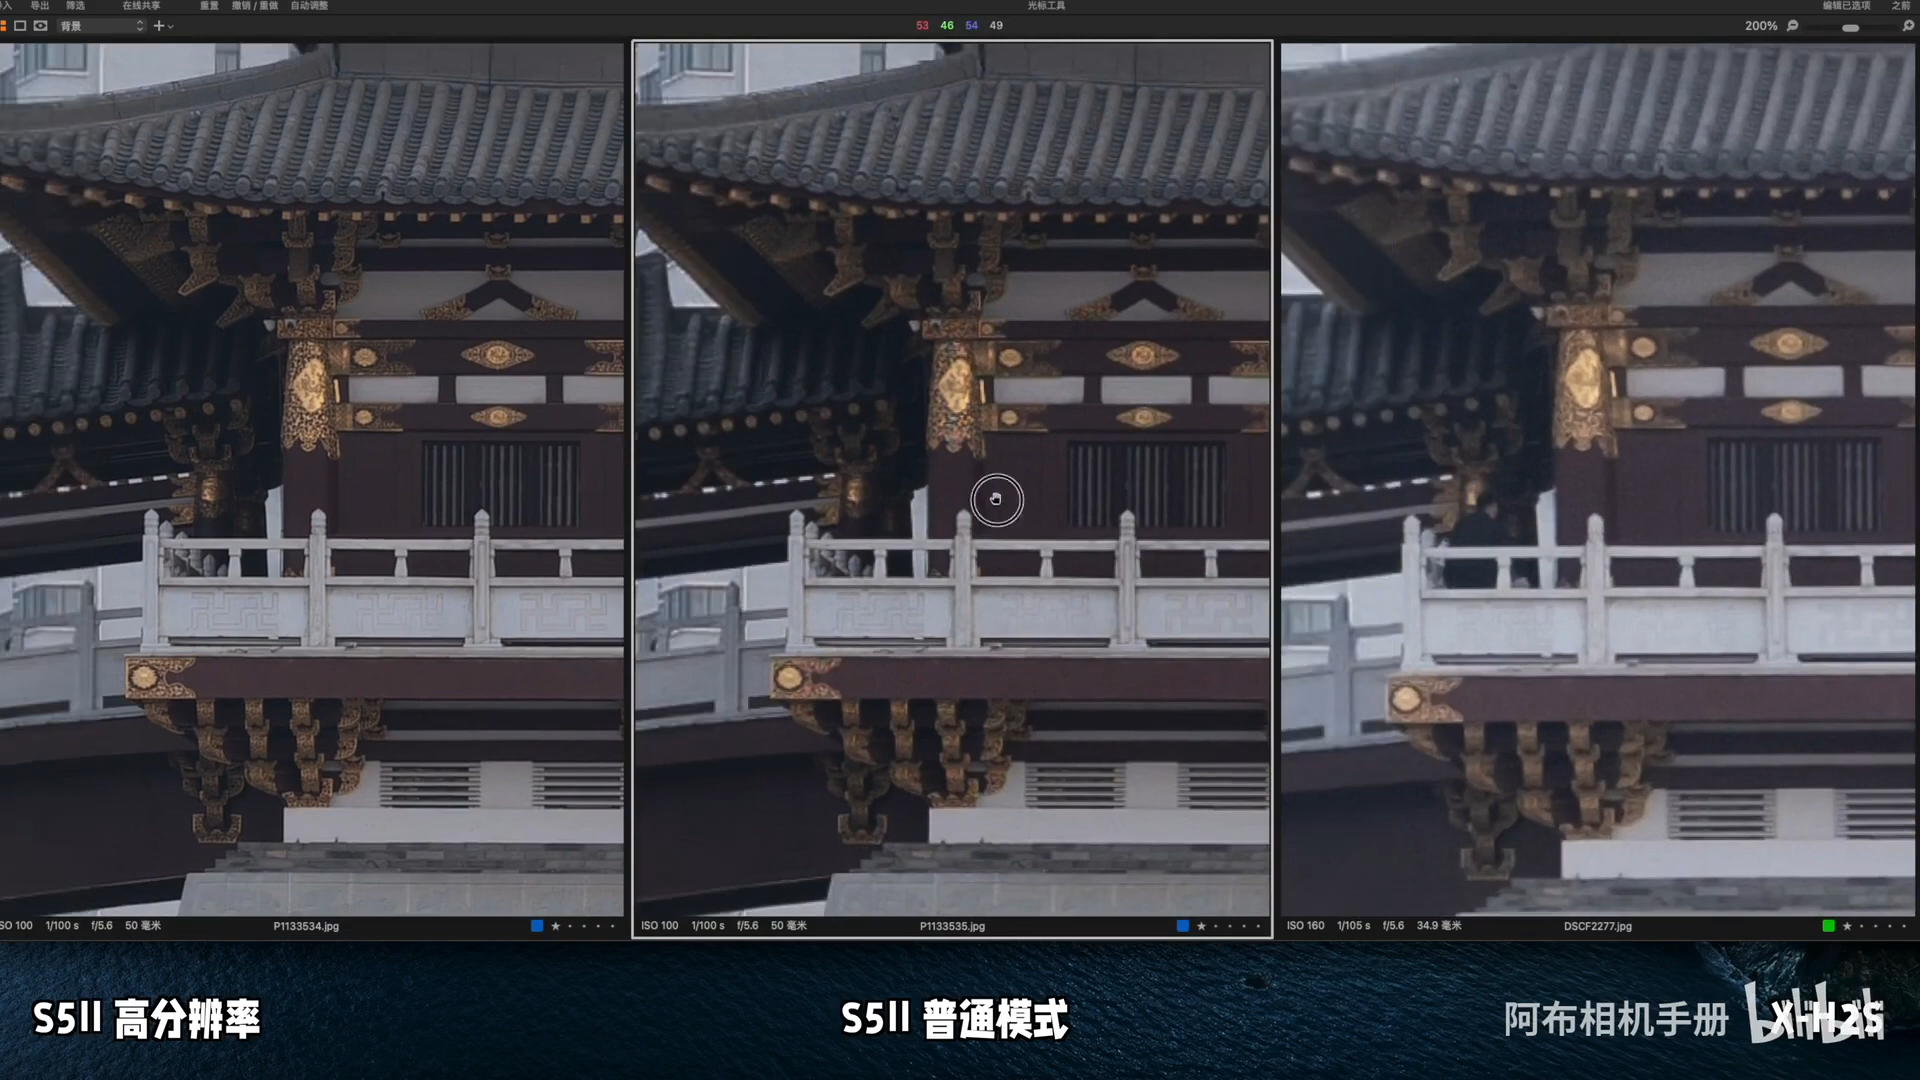 导出 筛选 在线共享 重置 撤销 / 重做 自动调整 光标工具 编辑已选项 之前
背景 53 46 54 49 200%
ISO 100 1/100 s f/5.6 50 毫米 P1133534.jpg
ISO 100 1/100 s f/5.6 50 毫米 P1133535.jpg
ISO 160 1/105 s f/5.6 34.9 毫米 DSCF2277.jpg
S5II 高分辨率
S5II 普通模式
阿布相机手册 bilibili
X-H2S